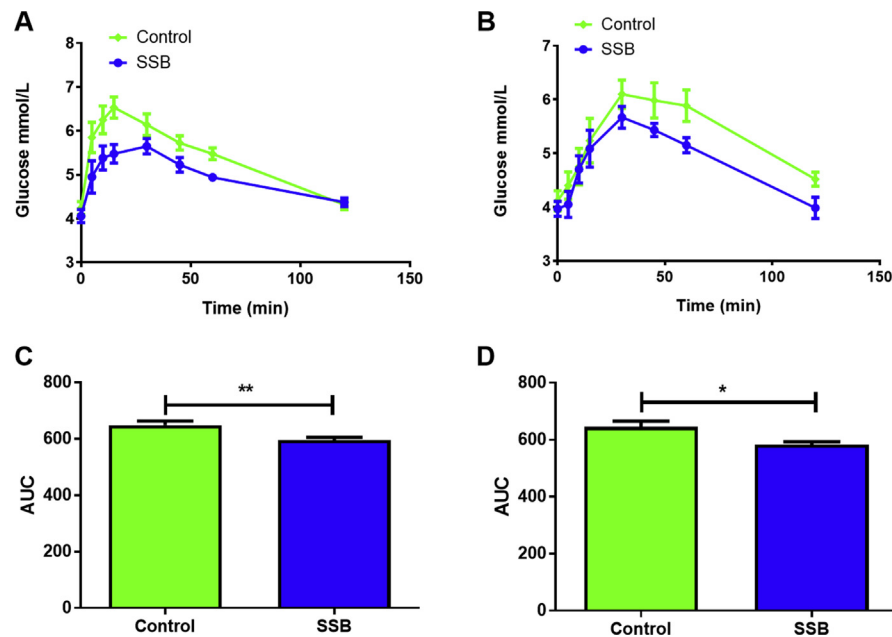 A
Control
SSB
8
7
6
5
4
3
Glucose mmol/L
0
50
100
150
Time (min)
B
Control
SSB
7
6
5
4
3
Glucose mmol/L
0
50
100
150
Time (min)
C
**
800
600
400
200
0
AUC
Control
SSB
D
*
800
600
400
200
0
AUC
Control
SSB